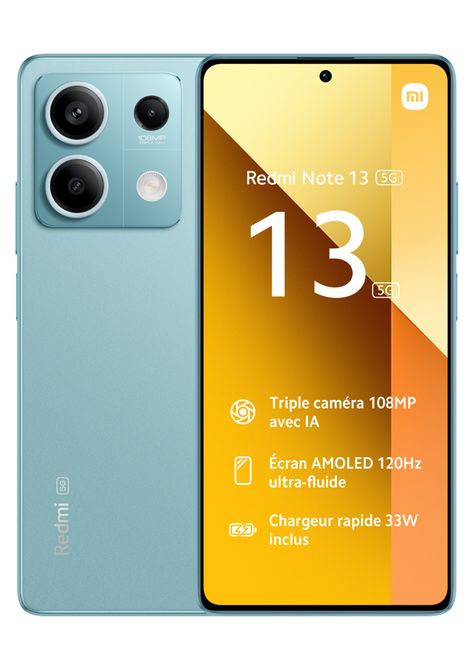 108MP
Redmi 5G
mi
Redmi Note 13 5G
13 5G
Triple caméra 108MP
avec IA
Écran AMOLED 120Hz
ultra-fluide
Chargeur rapide 33W
inclus